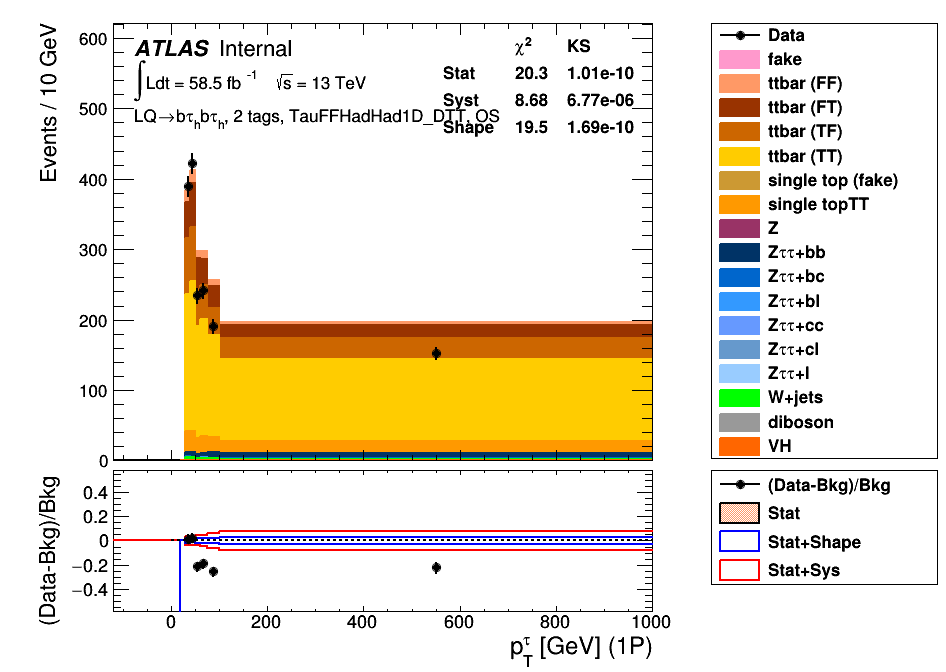 Events / 10 GeV
600
500
400
300
200
100
0
ATLAS Internal
∫Ldt = 58.5 fb⁻¹ √s = 13 TeV
LQ→bτₕbτₕ, 2 tags, TauFFHadHad1D_DTT, OS
χ² KS
Stat 20.3 1.01e-10
Syst 8.68 6.77e-06
Shape 19.5 1.69e-10
Data
fake
ttbar (FF)
ttbar (FT)
ttbar (TF)
ttbar (TT)
single top (fake)
single topTT
Z
Zττ+bb
Zττ+bc
Zττ+bl
Zττ+cc
Zττ+cl
Zττ+l
W+jets
diboson
VH
(Data-Bkg)/Bkg
0.4
0.2
0
−0.2
−0.4
0 200 400 600 800 1000
p_T^τ [GeV] (1P)
(Data-Bkg)/Bkg
Stat
Stat+Shape
Stat+Sys